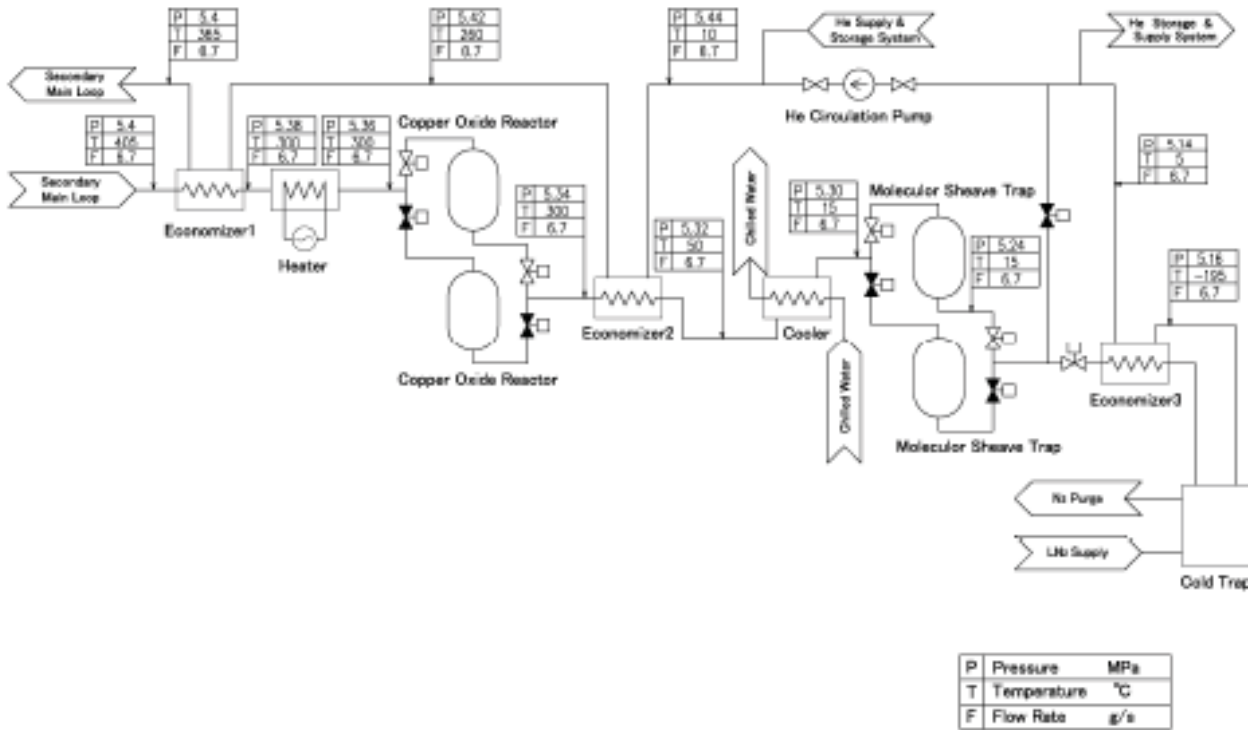 P 5.4
T 365
F 6.7
P 5.42
T 260
F 6.7
P 5.44
T 10
F 6.7
He Supply &
Storage System
He Storage &
Supply System
Secondary
Main Loop
He Circulation Pump
P 5.4
T 405
F 6.7
P 5.38
T 300
F 6.7
P 5.36
T 300
F 6.7
Copper Oxide Reactor
P 5.14
T 5
F 6.7
Secondary
Main Loop
Economizer1
Heater
P 5.34
T 300
F 6.7
P 5.32
T 50
F 6.7
Chilled Water
P 5.30
T 15
F 6.7
Moleculor Sheave Trap
P 5.24
T 15
F 6.7
P 5.16
T -195
F 6.7
Economizer2
Cooler
Copper Oxide Reactor
Chilled Water
Economizer3
Moleculor Sheave Trap
N2 Purge
LN2 Supply
Cold Trap
P Pressure MPa
T Temperature °C
F Flow Rate g/s